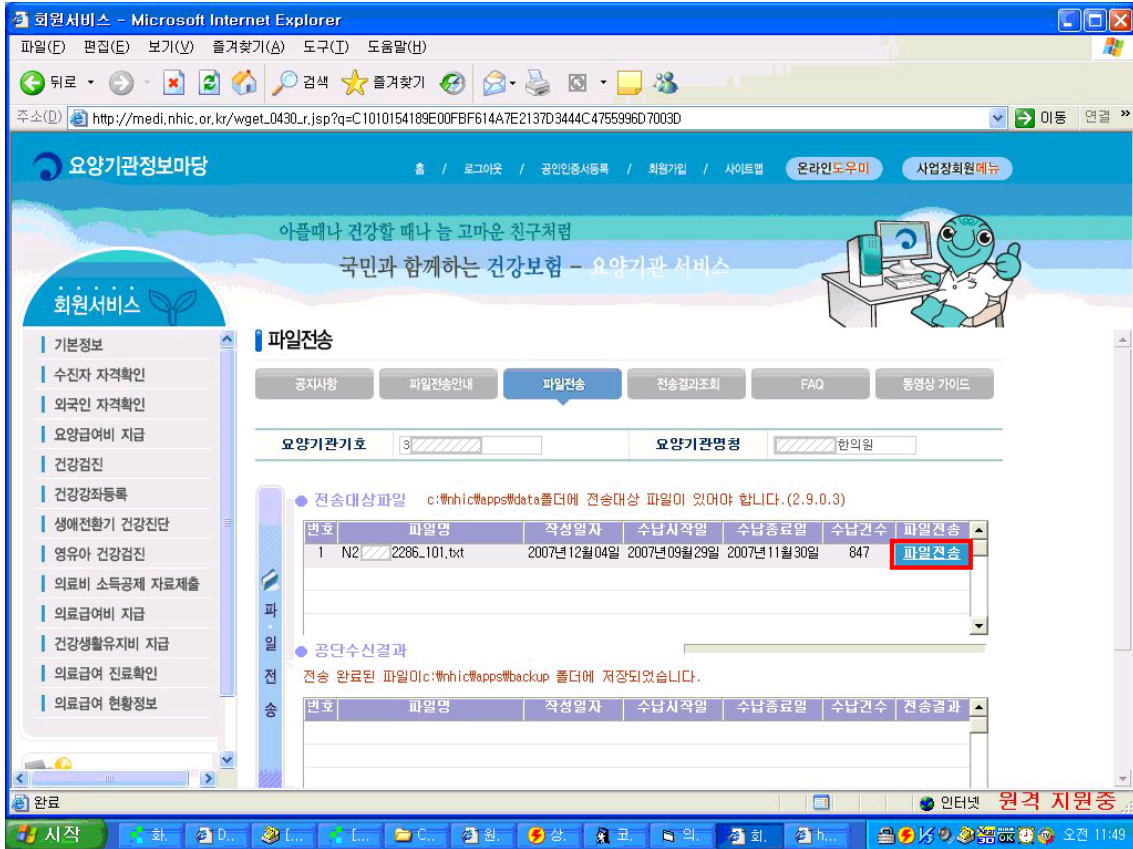 회원서비스 - Microsoft Internet Explorer
파일(F) 편집(E) 보기(V) 즐겨찾기(A) 도구(T) 도움말(H)
뒤로 검색 즐겨찾기
주소(D) http://medi.nhic.or.kr/wget_0430_r.jsp?q=C1010154189E00FBF614A7E2137D3444C4755996D7003D 이동 연결 »
요양기관정보마당 홈 / 로그아웃 / 공인인증서등록 / 회원가입 / 사이트맵 온라인도우미 사업장회원메뉴
아플때나 건강할 때나 늘 고마운 친구처럼
국민과 함께하는 건강보험 - 요양기관 서비스
회원서비스
기본정보
수진자 자격확인
외국인 자격확인
요양급여비 지급
건강검진
건강강좌등록
생애전환기 건강진단
영유아 건강검진
의료비 소득공제 자료제출
의료급여비 지급
건강생활유지비 지급
의료급여 진료확인
의료급여 현황정보
파일전송
공지사항 파일전송안내 파일전송 전송결과조회 FAQ 동영상 가이드
요양기관기호 3 요양기관명칭 한의원
파일전송
전송대상파일 c:₩nhic₩apps₩data폴더에 전송대상 파일이 있어야 합니다.(2.9.0.3)
번호 파일명 작성일자 수납시작일 수납종료일 수납건수 파일전송
1 N2 2286_101.txt 2007년12월04일 2007년09월29일 2007년11월30일 847 파일전송
공단수신결과
전송 완료된 파일이c:₩nhic₩apps₩backup 폴더에 저장되었습니다.
번호 파일명 작성일자 수납시작일 수납종료일 수납건수 전송결과
완료 인터넷 원격 지원중
시작 화... D... [... [... C... 원... 상... 코... 의... 회... h... 오전 11:49